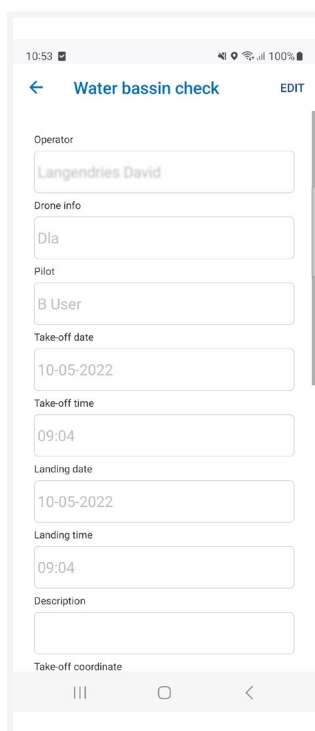 10:53 100%
Water bassin check EDIT
Operator
Langendries David
Drone info
Dla
Pilot
B User
Take-off date
10-05-2022
Take-off time
09:04
Landing date
10-05-2022
Landing time
09:04
Description
Take-off coordinate